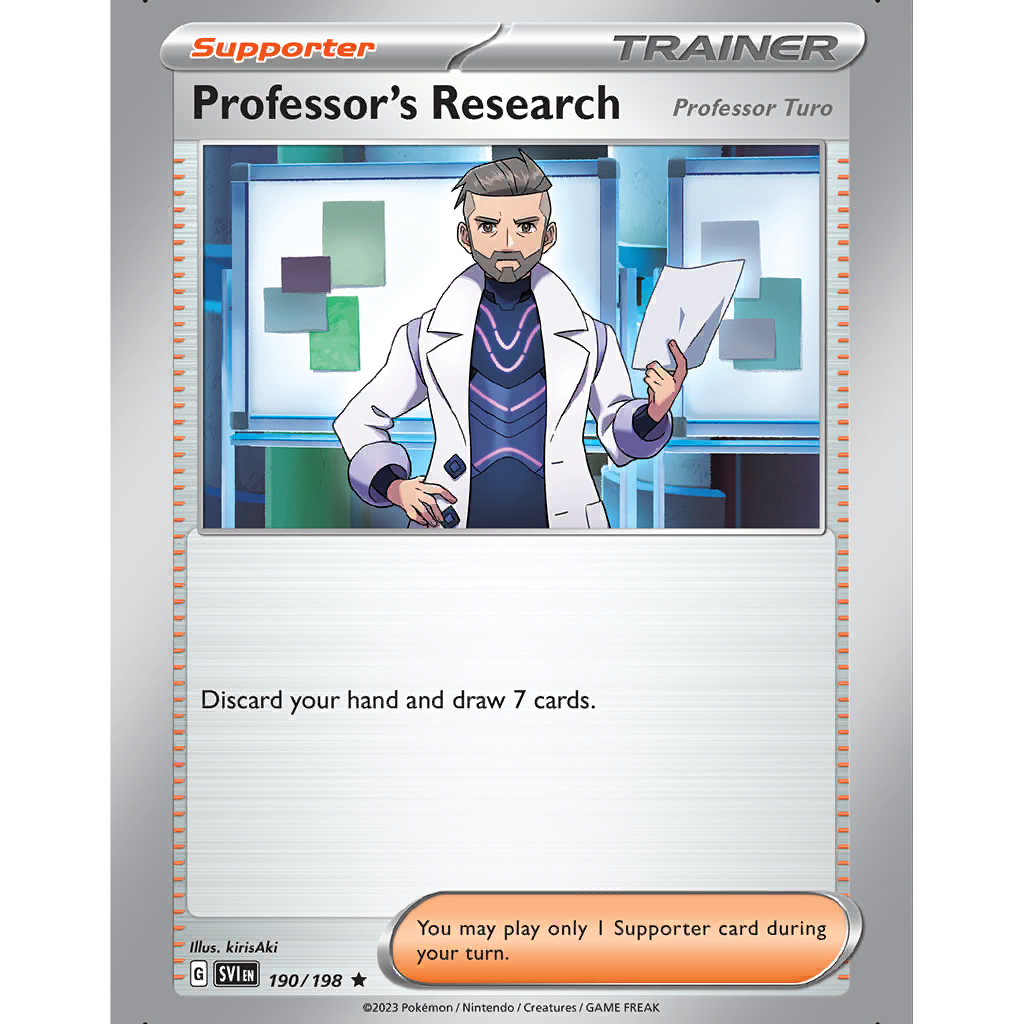 Supporter
TRAINER
Professor's Research
Professor Turo
Discard your hand and draw 7 cards.
You may play only 1 Supporter card during
your turn.
Illus. kirisAki
G SVI EN 190/198 ★
©2023 Pokémon / Nintendo / Creatures / GAME FREAK